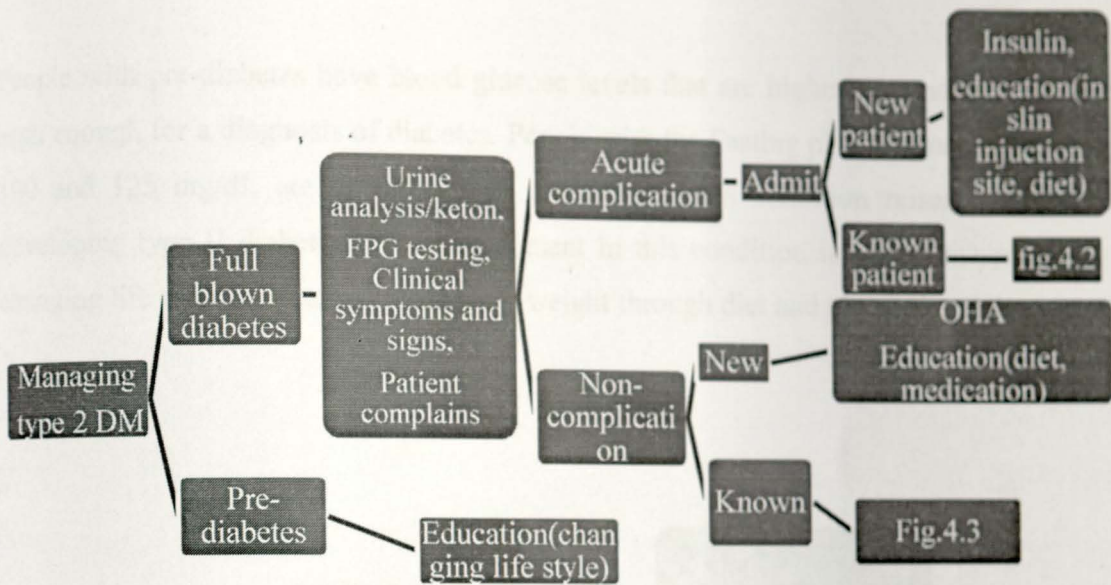 Managing
type 2 DM
Full
blown
diabetes
Pre-
diabetes
Education(chan
ging life style)
Urine
analysis/keton,
FPG testing,
Clinical
symptoms and
signs,
Patient
complains
Acute
complication
Admit
New
patient
Insulin,
education(in
slin
injuction
site, diet)
Known
patient
fig.4.2
Non-
complicati
on
New
OHA
Education(diet,
medication)
Known
Fig.4.3